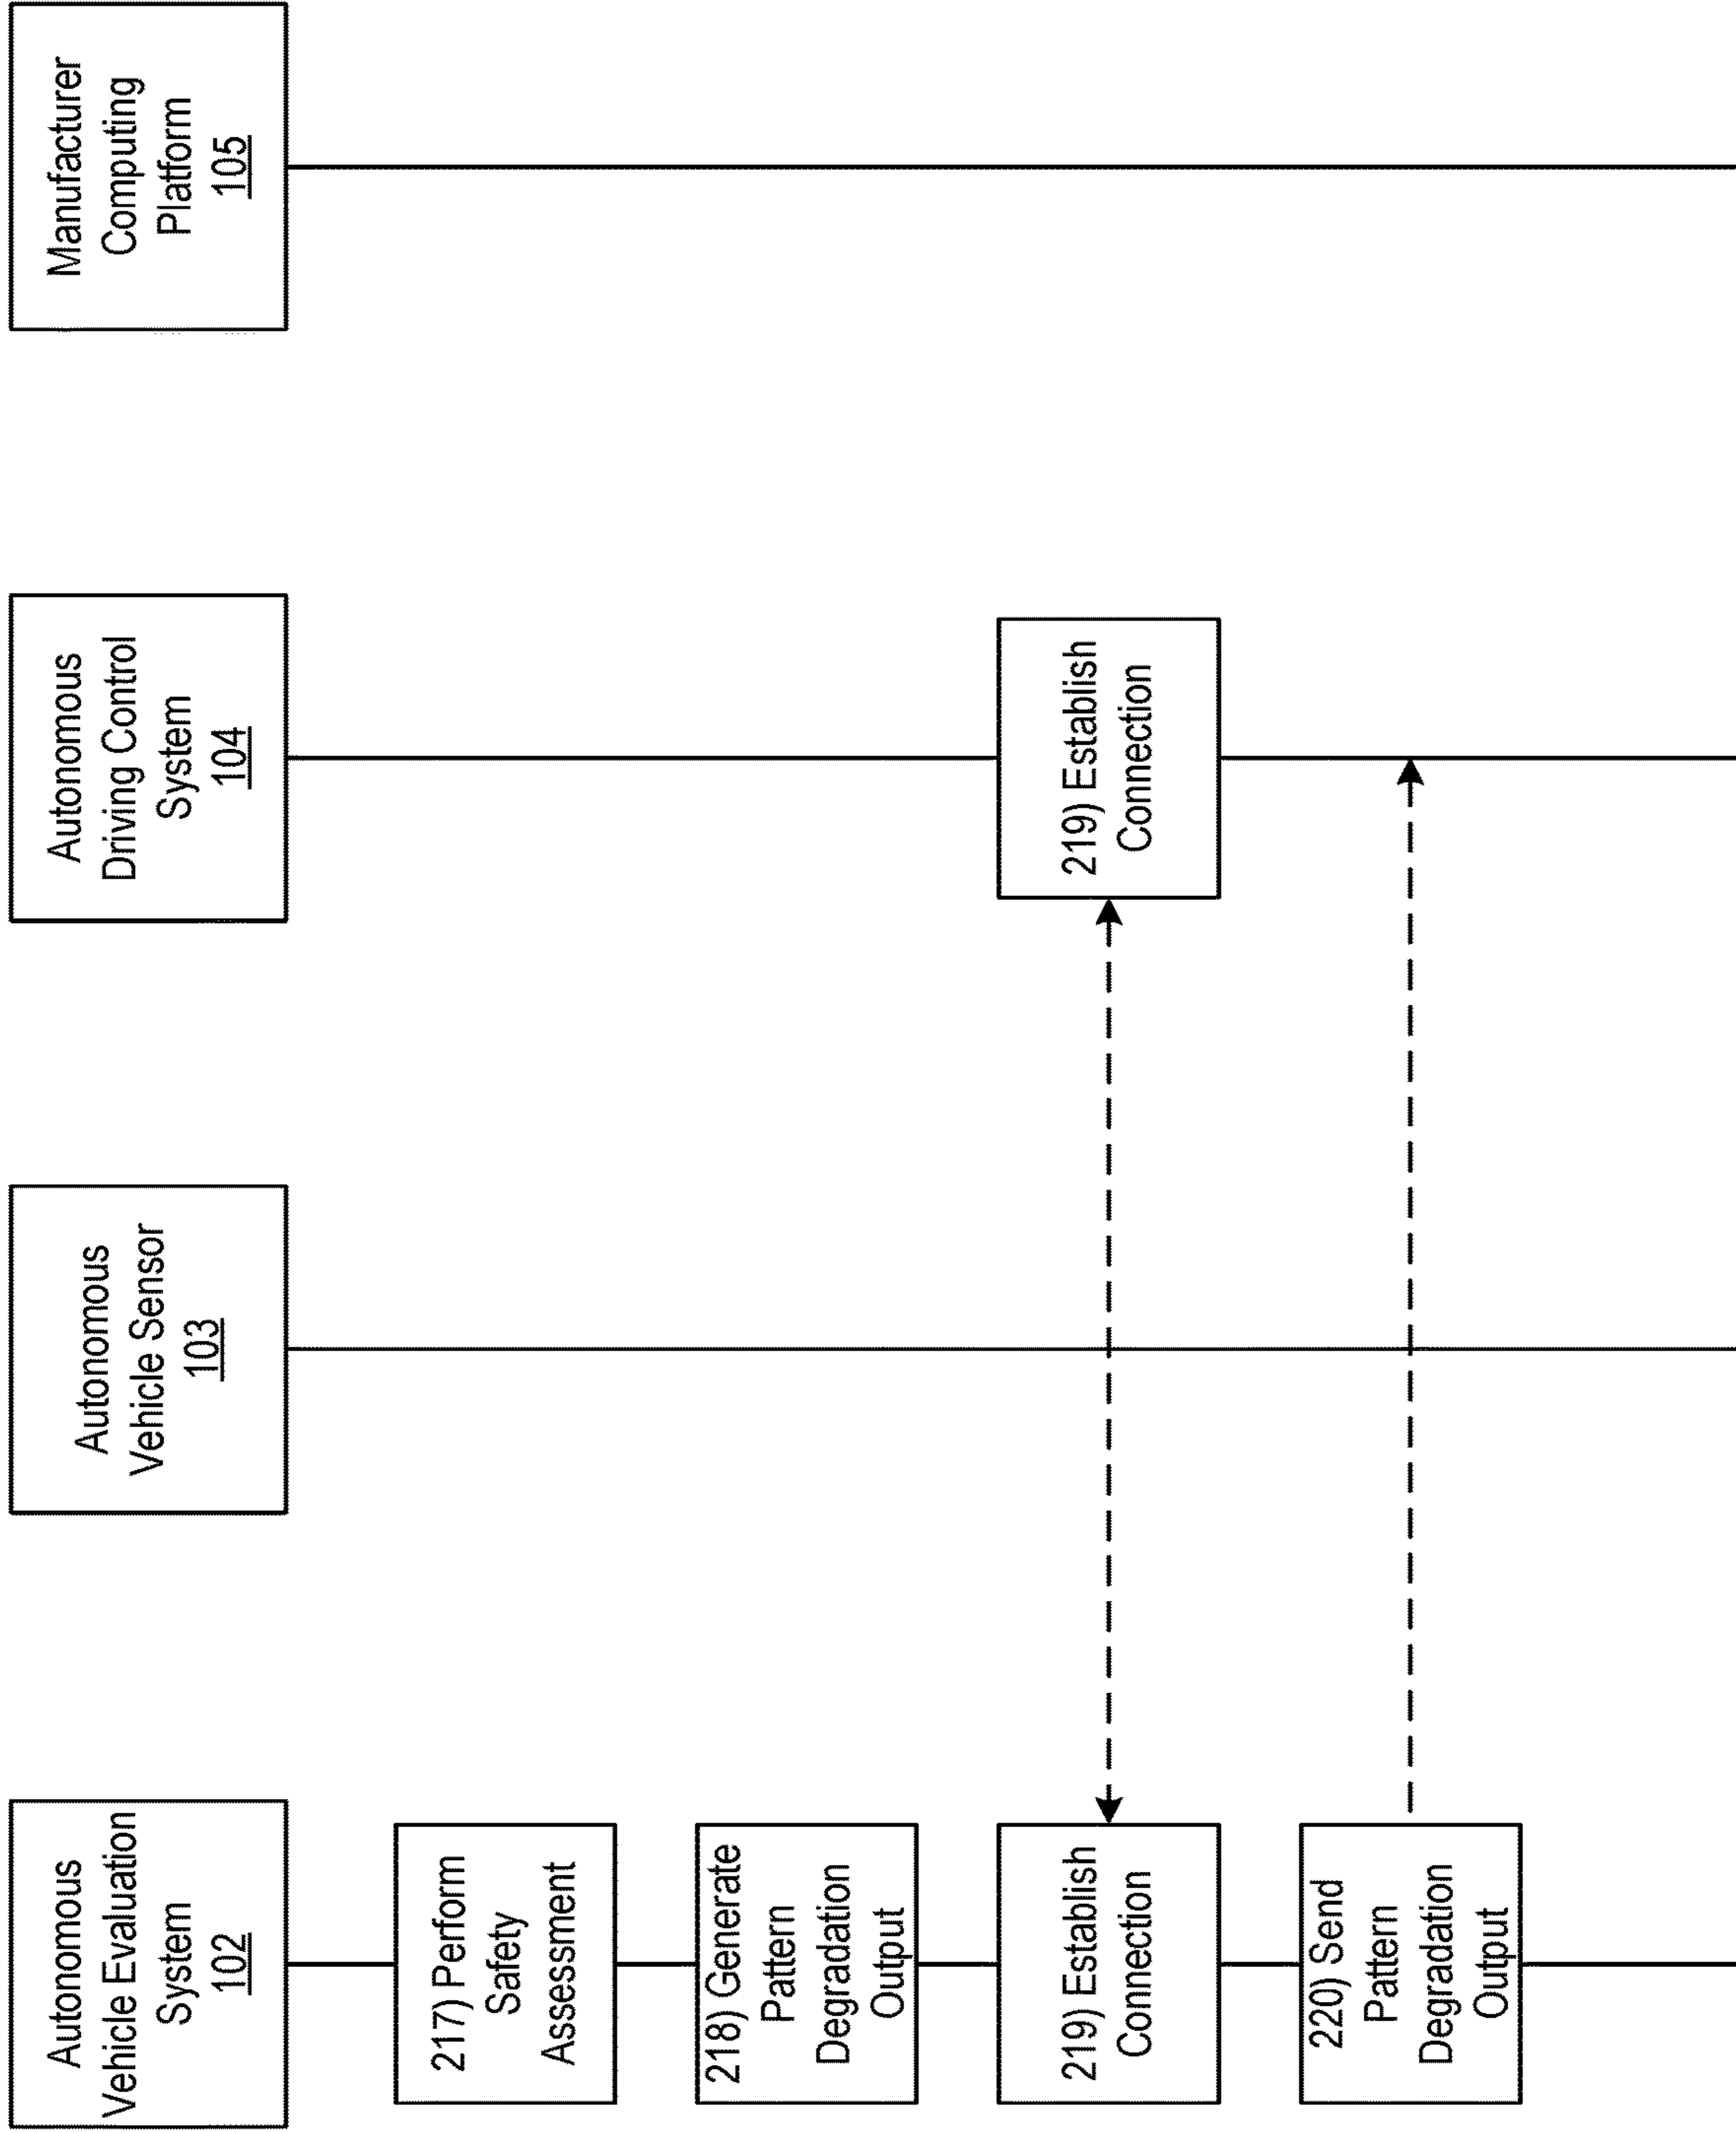 Autonomous
Vehicle Evaluation
System
102
Autonomous
Vehicle Sensor
103
Autonomous
Driving Control
System
104
Manufacturer
Computing
Platform
105
217) Perform
Safety
Assessment
218) Generate
Pattern
Degradation
Output
219) Establish
Connection
219) Establish
Connection
220) Send
Pattern
Degradation
Output